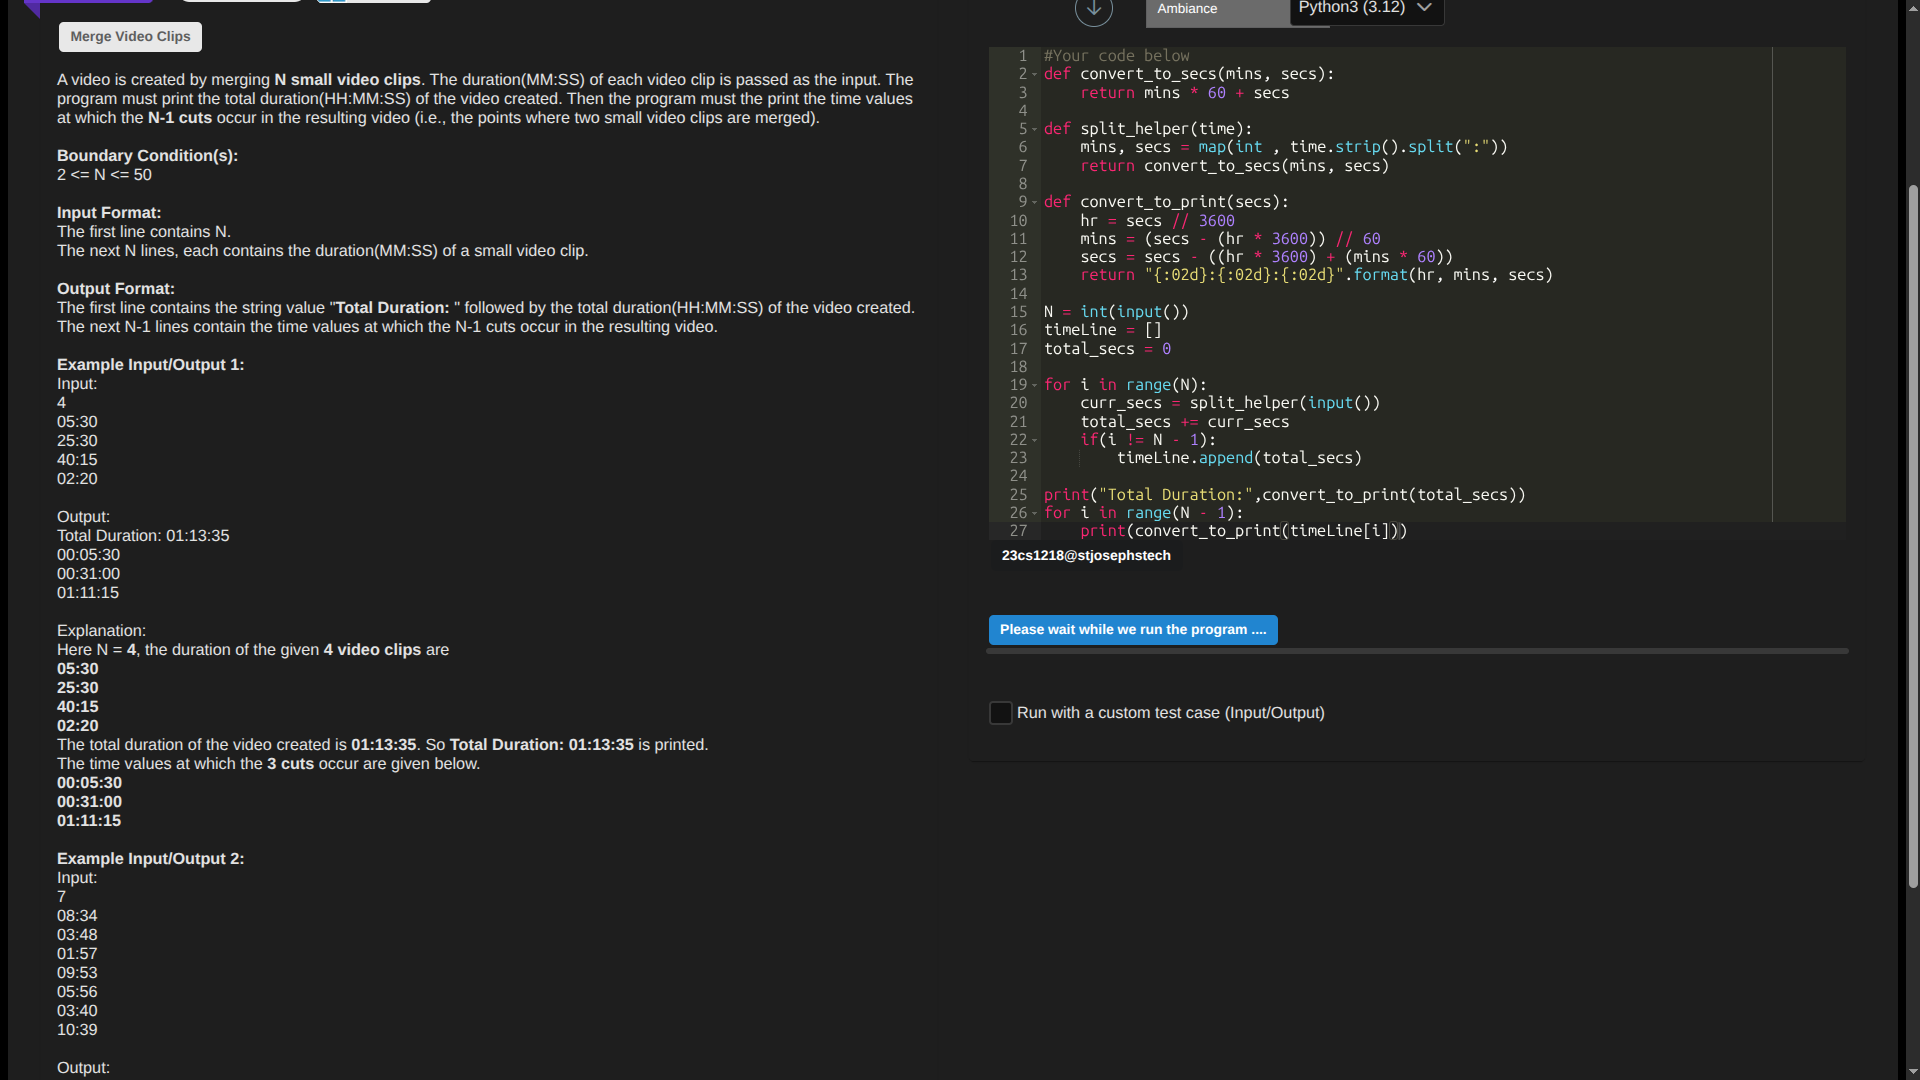 Merge Video Clips
A video is created by merging N small video clips. The duration(MM:SS) of each video clip is passed as the input. The
program must print the total duration(HH:MM:SS) of the video created. Then the program must the print the time values
at which the N-1 cuts occur in the resulting video (i.e., the points where two small video clips are merged).
Boundary Condition(s):
2 <= N <= 50
Input Format:
The first line contains N.
The next N lines, each contains the duration(MM:SS) of a small video clip.
Output Format:
The first line contains the string value "Total Duration: " followed by the total duration(HH:MM:SS) of the video created.
The next N-1 lines contain the time values at which the N-1 cuts occur in the resulting video.
Example Input/Output 1:
Input:
4
05:30
25:30
40:15
02:20
Output:
Total Duration: 01:13:35
00:05:30
00:31:00
01:11:15
Explanation:
Here N = 4, the duration of the given 4 video clips are
05:30
25:30
40:15
02:20
The total duration of the video created is 01:13:35. So Total Duration: 01:13:35 is printed.
The time values at which the 3 cuts occur are given below.
00:05:30
00:31:00
01:11:15
Example Input/Output 2:
Input:
7
08:34
03:48
01:57
09:53
05:56
03:40
10:39
Output:
Ambiance
Python3 (3.12)
1 #Your code below
2 def convert_to_secs(mins, secs):
3     return mins * 60 + secs
4
5 def split_helper(time):
6     mins, secs = map(int , time.strip().split(":"))
7     return convert_to_secs(mins, secs)
8
9 def convert_to_print(secs):
10     hr = secs // 3600
11     mins = (secs - (hr * 3600)) // 60
12     secs = secs - ((hr * 3600) + (mins * 60))
13     return "{:02d}:{:02d}:{:02d}".format(hr, mins, secs)
14
15 N = int(input())
16 timeLine = []
17 total_secs = 0
18
19 for i in range(N):
20     curr_secs = split_helper(input())
21     total_secs += curr_secs
22     if(i != N - 1):
23         timeLine.append(total_secs)
24
25 print("Total Duration:",convert_to_print(total_secs))
26 for i in range(N - 1):
27     print(convert_to_print(timeLine[i]))
23cs1218@stjosephstech
Please wait while we run the program ....
Run with a custom test case (Input/Output)